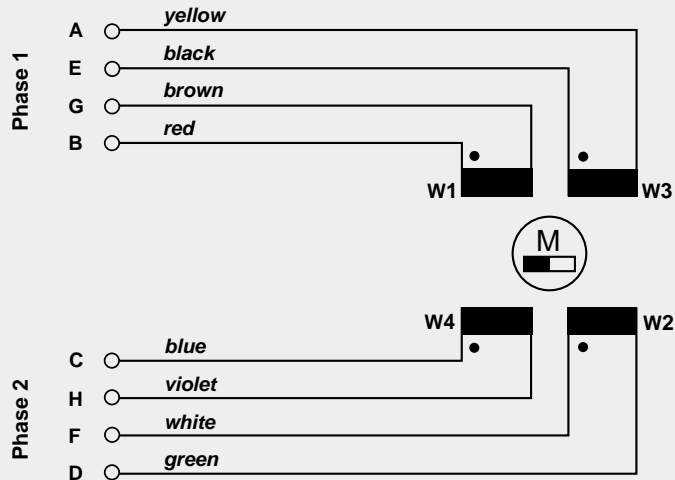 Phase 1
A yellow
E black
G brown
B red
W1 W3
M
W4 W2
Phase 2
C blue
H violet
F white
D green